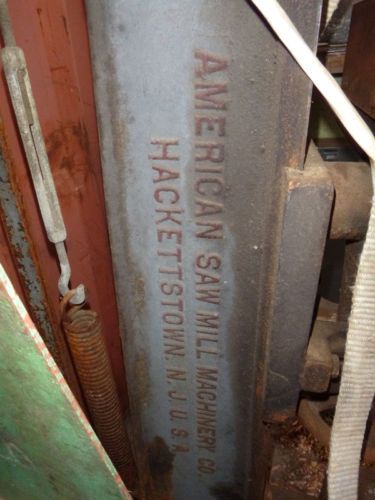 AMERICAN SAW MILL MACHINERY CO.
HACKETTSTOWN. N. J. U. S. A